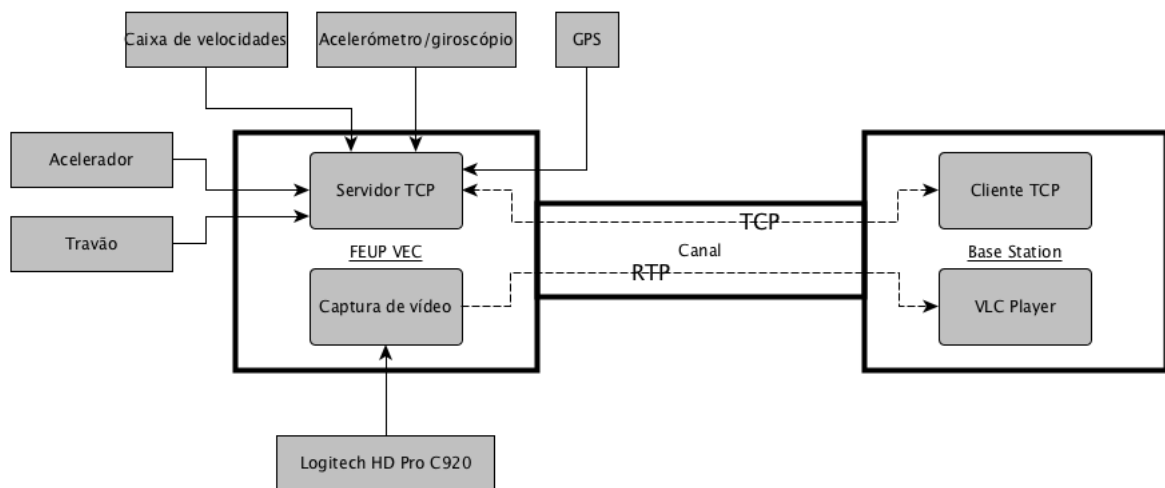 Caixa de velocidades
Acelerómetro/giroscópio
GPS
Acelerador
Servidor TCP
Cliente TCP
Travão
TCP
FEUP VEC
Canal
Base Station
RTP
Captura de vídeo
VLC Player
Logitech HD Pro C920